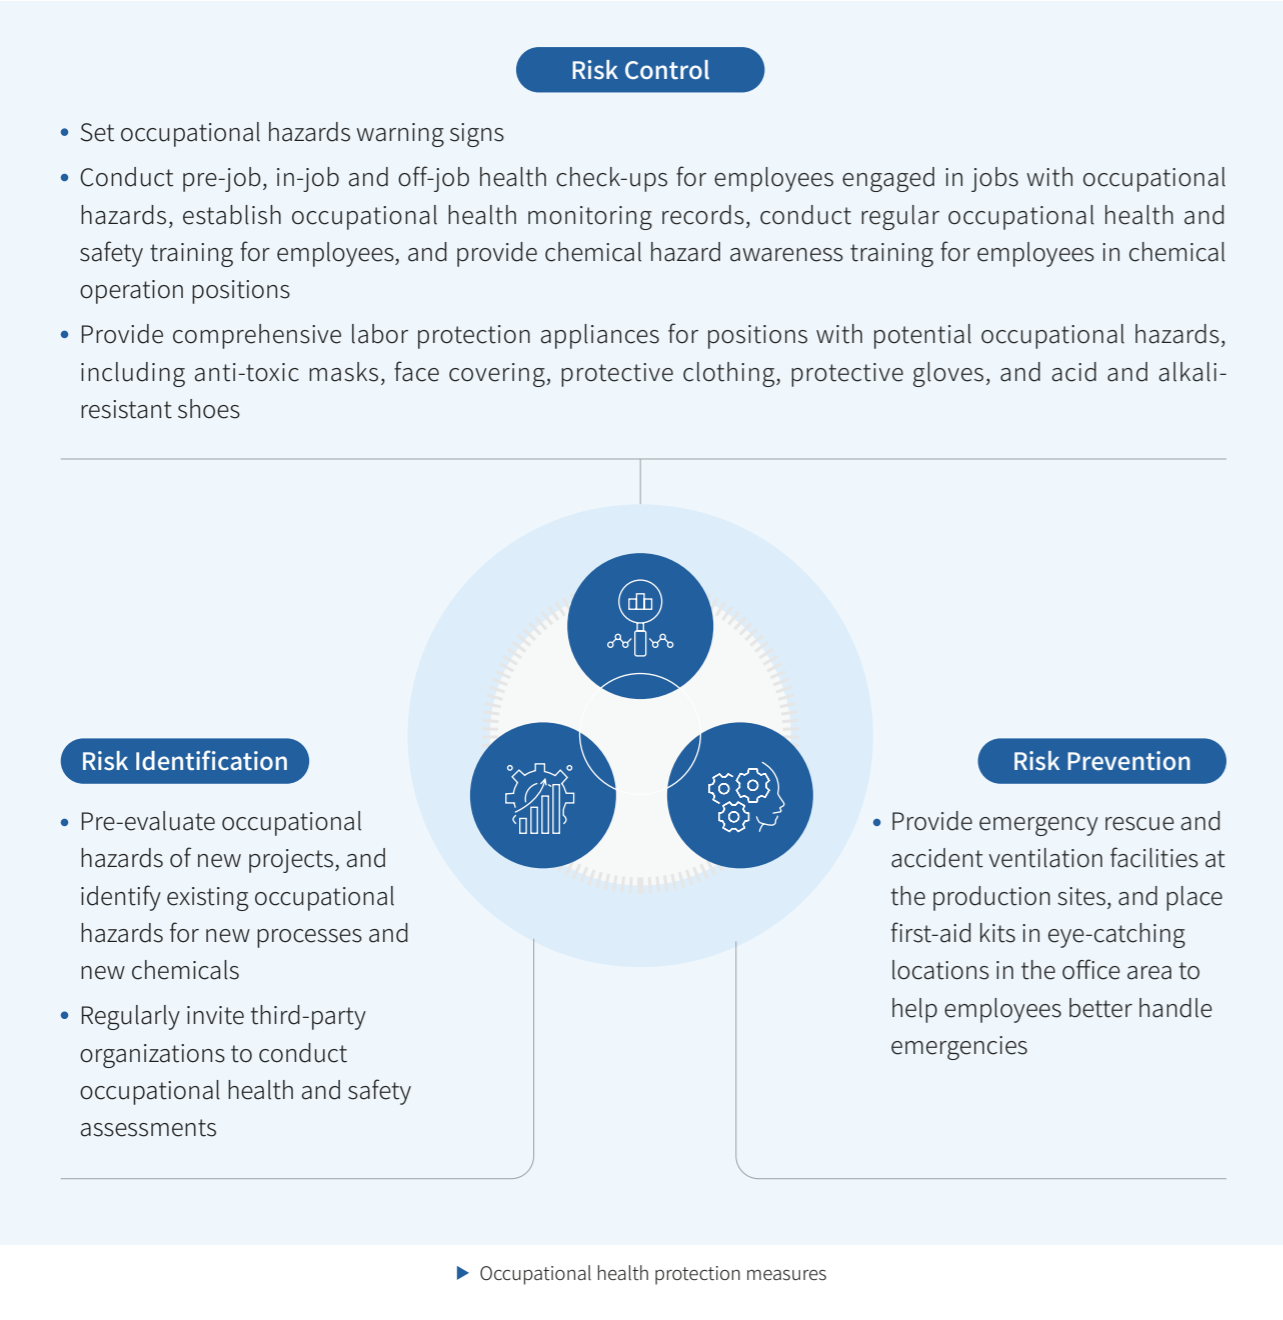 Risk Control
• Set occupational hazards warning signs
• Conduct pre-job, in-job and off-job health check-ups for employees engaged in jobs with occupational
hazards, establish occupational health monitoring records, conduct regular occupational health and
safety training for employees, and provide chemical hazard awareness training for employees in chemical
operation positions
• Provide comprehensive labor protection appliances for positions with potential occupational hazards,
including anti-toxic masks, face covering, protective clothing, protective gloves, and acid and alkali-
resistant shoes
Risk Identification
• Pre-evaluate occupational
hazards of new projects, and
identify existing occupational
hazards for new processes and
new chemicals
• Regularly invite third-party
organizations to conduct
occupational health and safety
assessments
Risk Prevention
• Provide emergency rescue and
accident ventilation facilities at
the production sites, and place
first-aid kits in eye-catching
locations in the office area to
help employees better handle
emergencies
▶ Occupational health protection measures